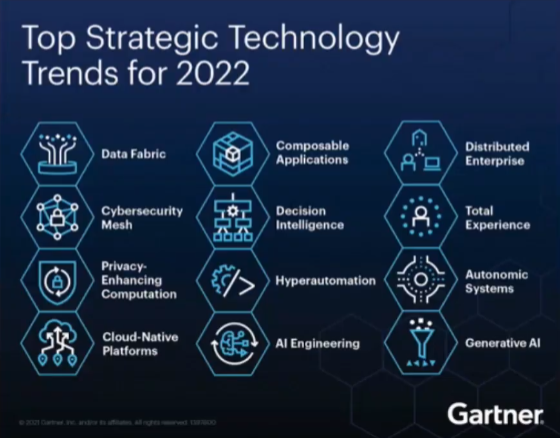 Top Strategic Technology
Trends for 2022
Data Fabric
Composable
Applications
Distributed
Enterprise
Cybersecurity
Mesh
Decision
Intelligence
Total
Experience
Privacy-
Enhancing
Computation
Hyperautomation
Autonomic
Systems
Cloud-Native
Platforms
AI Engineering
Generative AI
© 2021 Gartner, Inc. and/or its affiliates. All rights reserved.
Gartner